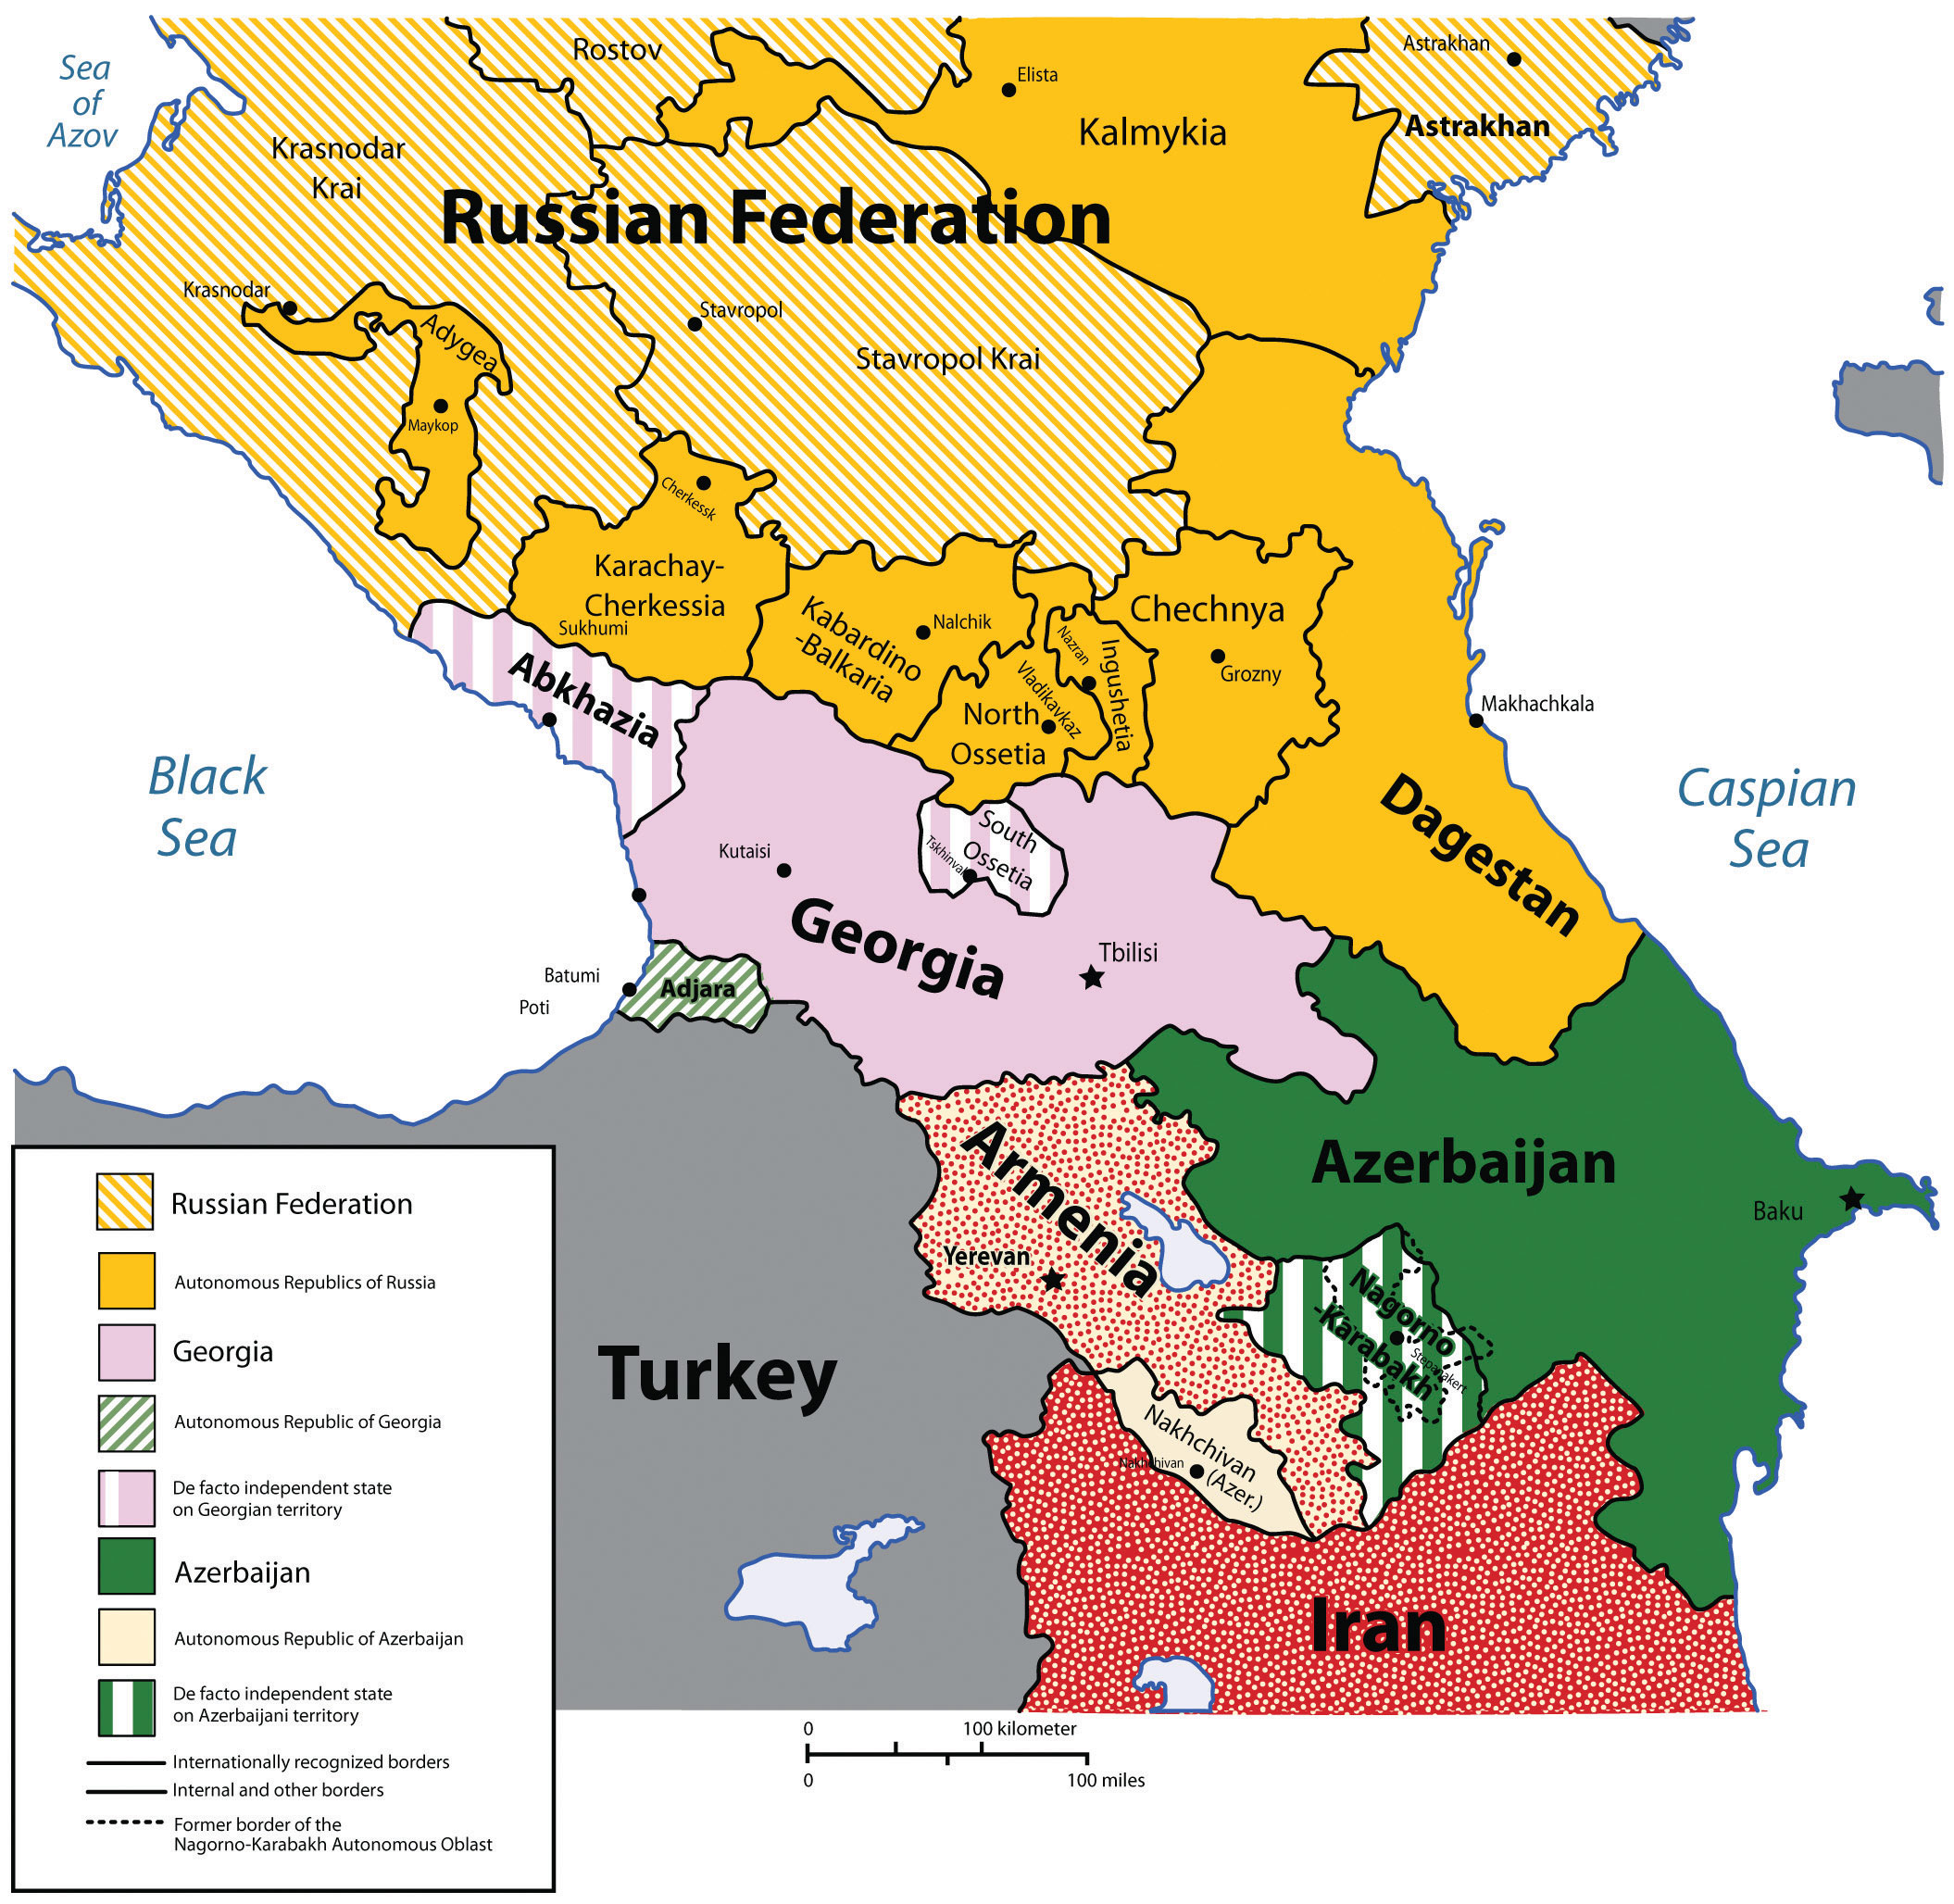 Sea
of
Azov
Rostov
Elista
Astrakhan
Astrakhan
Kalmykia
Krasnodar
Krai
Russian Federation
Krasnodar
Adygea
Maykop
Stavropol
Stavropol Krai
Cherkessk
Karachay-
Cherkessia
Sukhumi
Kabardino
-Balkaria
Nalchik
Nazran
Ingushetia
Vladikavkaz
North
Ossetia
Chechnya
Grozny
Makhachkala
Abkhazia
Black
Sea
Caspian
Sea
Dagestan
South
Ossetia
Tskhinvali
Kutaisi
Georgia
Tbilisi
Batumi
Poti
Adjara
Armenia
Yerevan
Azerbaijan
Baku
Nagorno
-Karabakh
Stepanakert
Turkey
Nakhchivan
(Azer.)
Nakhchivan
Iran
Russian Federation
Autonomous Republics of Russia
Georgia
Autonomous Republic of Georgia
De facto independent state
on Georgian territory
Azerbaijan
Autonomous Republic of Azerbaijan
De facto independent state
on Azerbaijani territory
Internationally recognized borders
Internal and other borders
Former border of the
Nagorno-Karabakh Autonomous Oblast
0 100 kilometer
0 100 miles